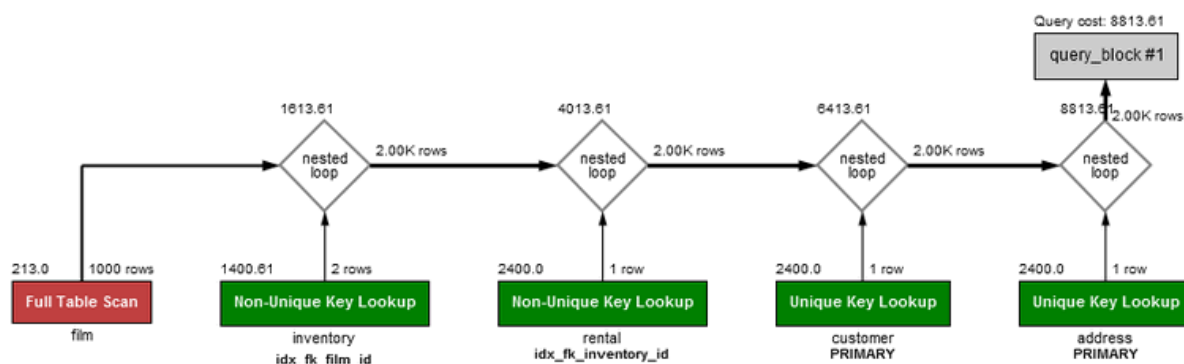 Query cost: 8813.61
query_block #1
1613.61
4013.61
6413.61
8813.61
2.00K rows
nested
loop
2.00K rows
nested
loop
2.00K rows
nested
loop
2.00K rows
nested
loop
213.0
1000 rows
1400.61
2 rows
2400.0
1 row
2400.0
1 row
2400.0
1 row
Full Table Scan
Non-Unique Key Lookup
Non-Unique Key Lookup
Unique Key Lookup
Unique Key Lookup
film
inventory
idx_fk_film_id
rental
idx_fk_inventory_id
customer
PRIMARY
address
PRIMARY